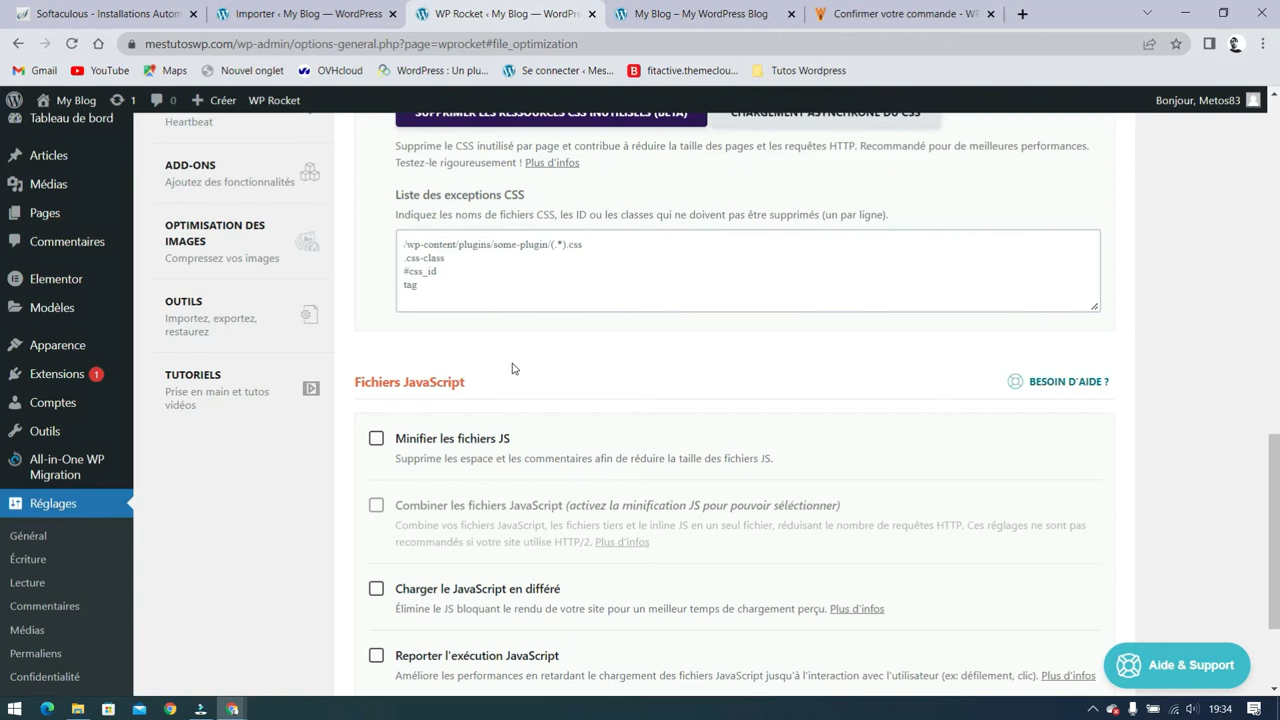 Softaculous - Installations Autom
Importer ‹ My Blog — WordPress
WP Rocket ‹ My Blog — WordPre
My Blog – My WordPress Blog
Confirmer votre commande - WP
mestutoswp.com/wp-admin/options-general.php?page=wprocket#file_optimization
Gmail
YouTube
Maps
Nouvel onglet
OVHcloud
WordPress : Un plu...
Se connecter ‹ Mes...
fitactive.themeclou...
Tutos Wordpress
My Blog
1
0
Créer
WP Rocket
Bonjour, Metos83
Tableau de bord
Articles
Médias
Pages
Commentaires
Elementor
Modèles
Apparence
Extensions 1
Comptes
Outils
All-in-One WP
Migration
Réglages
Général
Écriture
Lecture
Commentaires
Médias
Permaliens
Confidentialité
Heartbeat
ADD-ONS
Ajoutez des fonctionnalités
OPTIMISATION DES
IMAGES
Compressez vos images
OUTILS
Importez, exportez,
restaurez
TUTORIELS
Prise en main et tutos
vidéos
SUPPRIMER LES RESSOURCES CSS INUTILISÉES (BETA)
CHARGEMENT ASYNCHRONE DU CSS
Supprime le CSS inutilisé par page et contribue à réduire la taille des pages et les requêtes HTTP. Recommandé pour de meilleures performances.
Testez-le rigoureusement ! Plus d'infos
Liste des exceptions CSS
Indiquez les noms de fichiers CSS, les ID ou les classes qui ne doivent pas être supprimés (un par ligne).
/wp-content/plugins/some-plugin/(.*).css
.css-class
#css_id
tag
Fichiers JavaScript
BESOIN D'AIDE ?
Minifier les fichiers JS
Supprime les espace et les commentaires afin de réduire la taille des fichiers JS.
Combiner les fichiers JavaScript (activez la minification JS pour pouvoir séléctionner)
Combine vos fichiers JavaScript, les fichiers tiers et le inline JS en un seul fichier, réduisant le nombre de requêtes HTTP. Ces réglages ne sont pas
recommandés si votre site utilise HTTP/2. Plus d'infos
Charger le JavaScript en différé
Élimine le JS bloquant le rendu de votre site pour un meilleur temps de chargement perçu. Plus d'infos
Reporter l'exécution JavaScript
Améliore les performances en retardant le chargement des fichiers JavaScript jusqu'à l'interaction avec l'utilisateur (ex: défilement, clic). Plus d'infos
Aide & Support
19:34